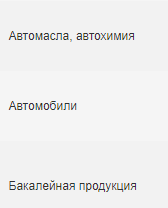 Автомасла, автохимия
Автомобили
Бакалейная продукция